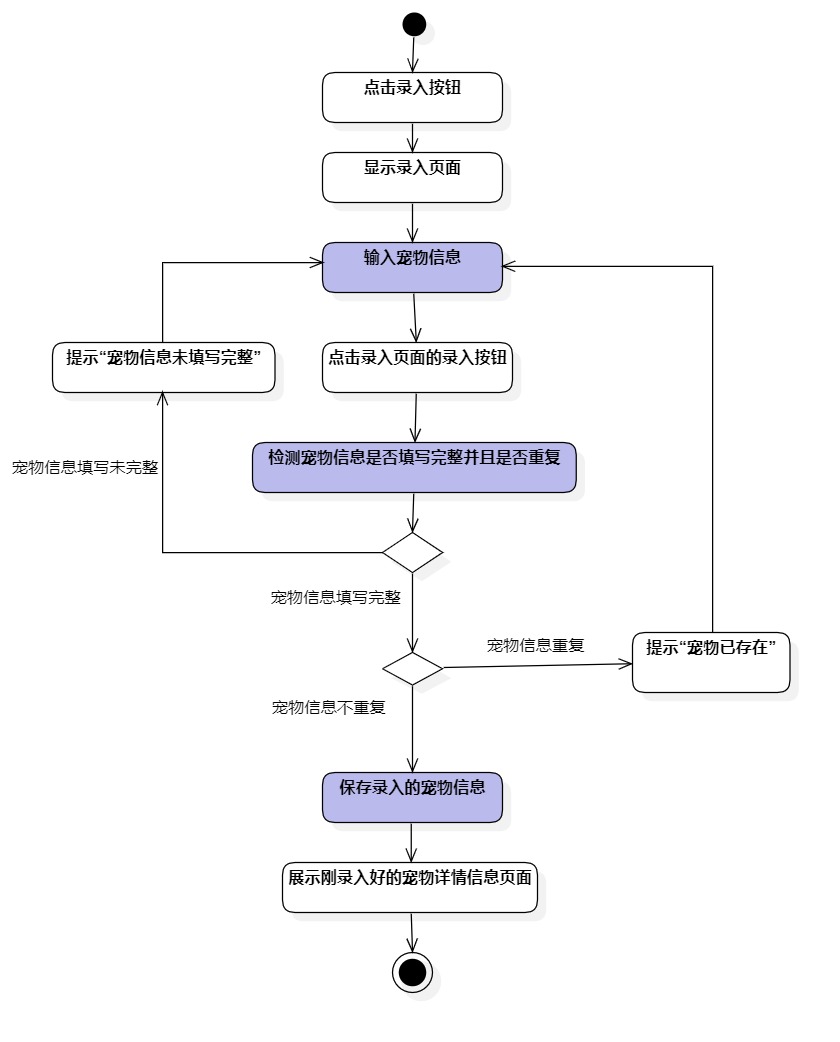 点击录入按钮
显示录入页面
输入宠物信息
提示“宠物信息未填写完整”
点击录入页面的录入按钮
检测宠物信息是否填写完整并且是否重复
宠物信息填写未完整
宠物信息填写完整
宠物信息重复
提示“宠物已存在”
宠物信息不重复
保存录入的宠物信息
展示刚录入好的宠物详情信息页面